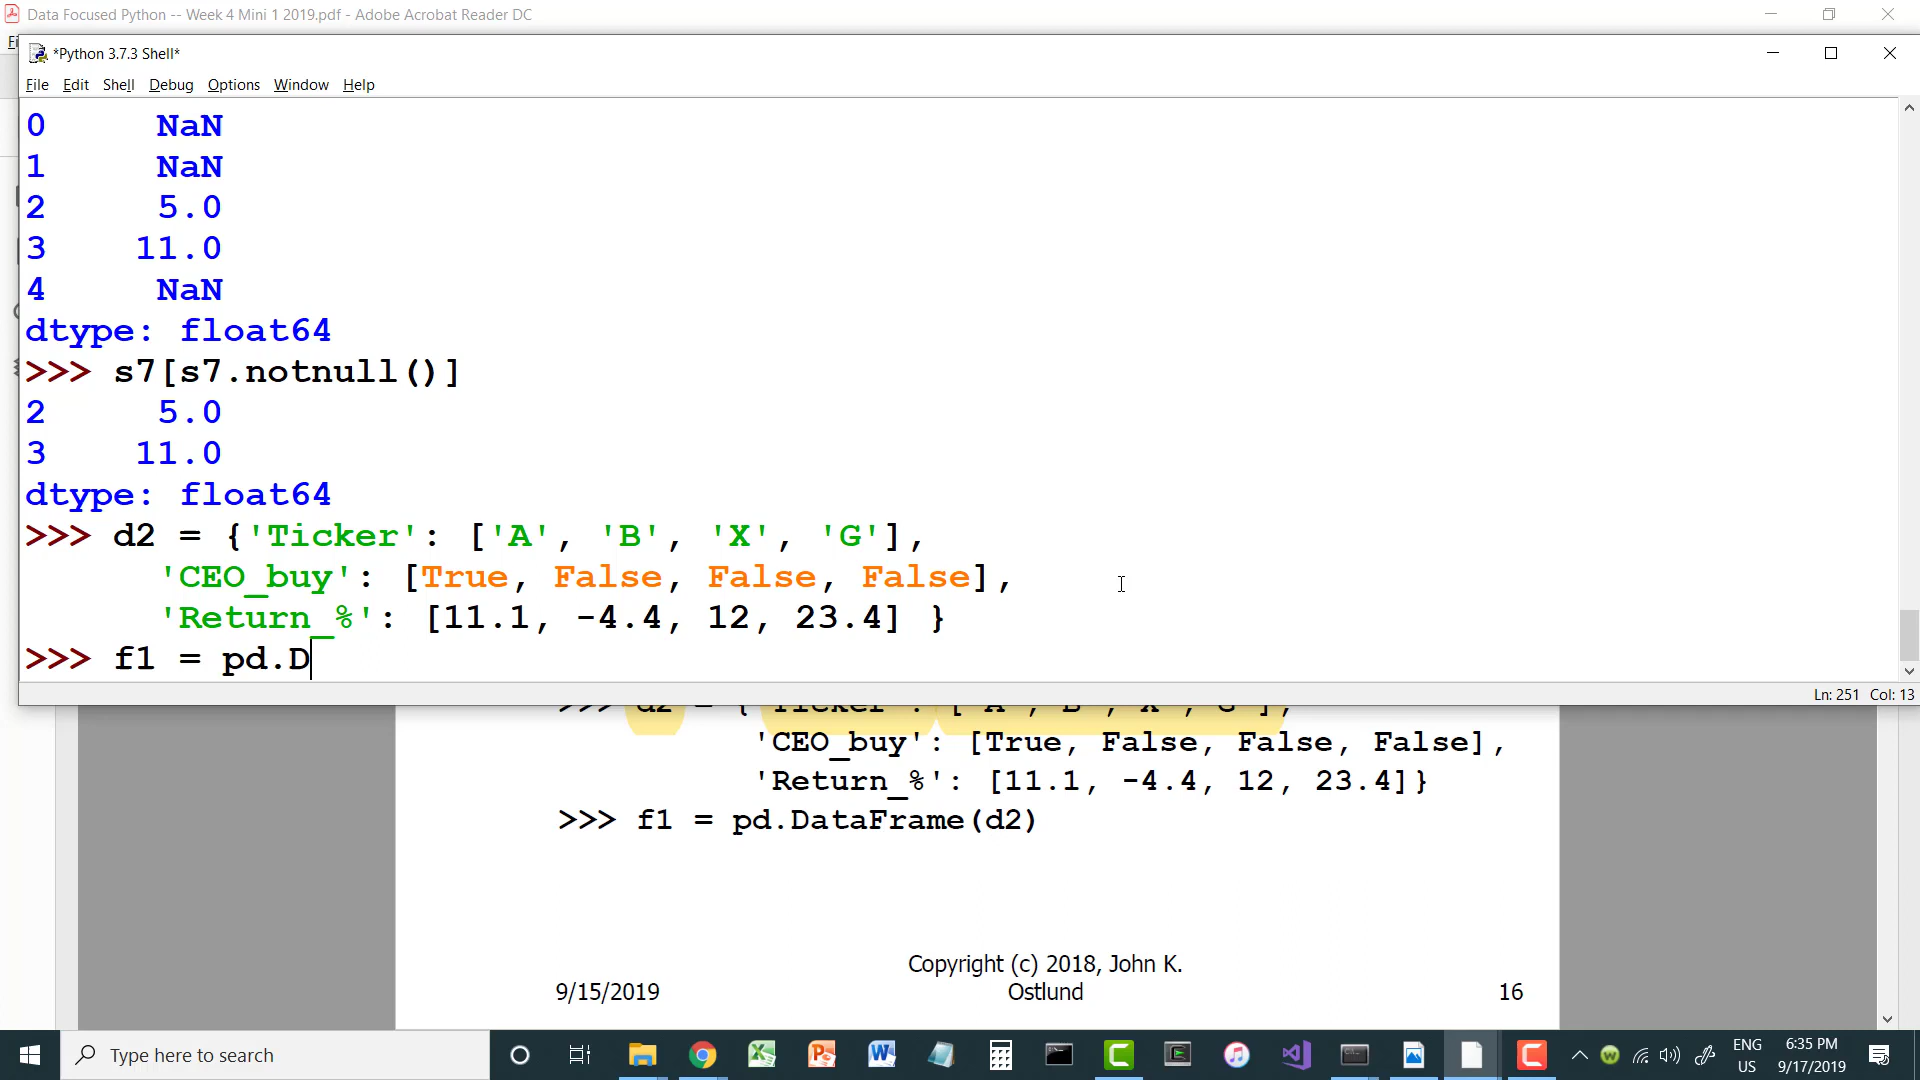 Data Focused Python -- Week 4 Mini 1 2019.pdf - Adobe Acrobat Reader DC
*Python 3.7.3 Shell*
File Edit Shell Debug Options Window Help
0 NaN
1 NaN
2 5.0
3 11.0
4 NaN
dtype: float64
>>> s7[s7.notnull()]
2 5.0
3 11.0
dtype: float64
>>> d2 = {'Ticker': ['A', 'B', 'X', 'G'],
'CEO_buy': [True, False, False, False],
'Return_%': [11.1, -4.4, 12, 23.4] }
>>> f1 = pd.D
Ln: 251 Col: 13
>>> d2 = {'Ticker': ['A','B','X','G'],
'CEO_buy': [True, False, False, False],
'Return_%': [11.1, -4.4, 12, 23.4]}
>>> f1 = pd.DataFrame(d2)
Copyright (c) 2018, John K.
9/15/2019 Ostlund 16
Type here to search
ENG 6:35 PM
US 9/17/2019